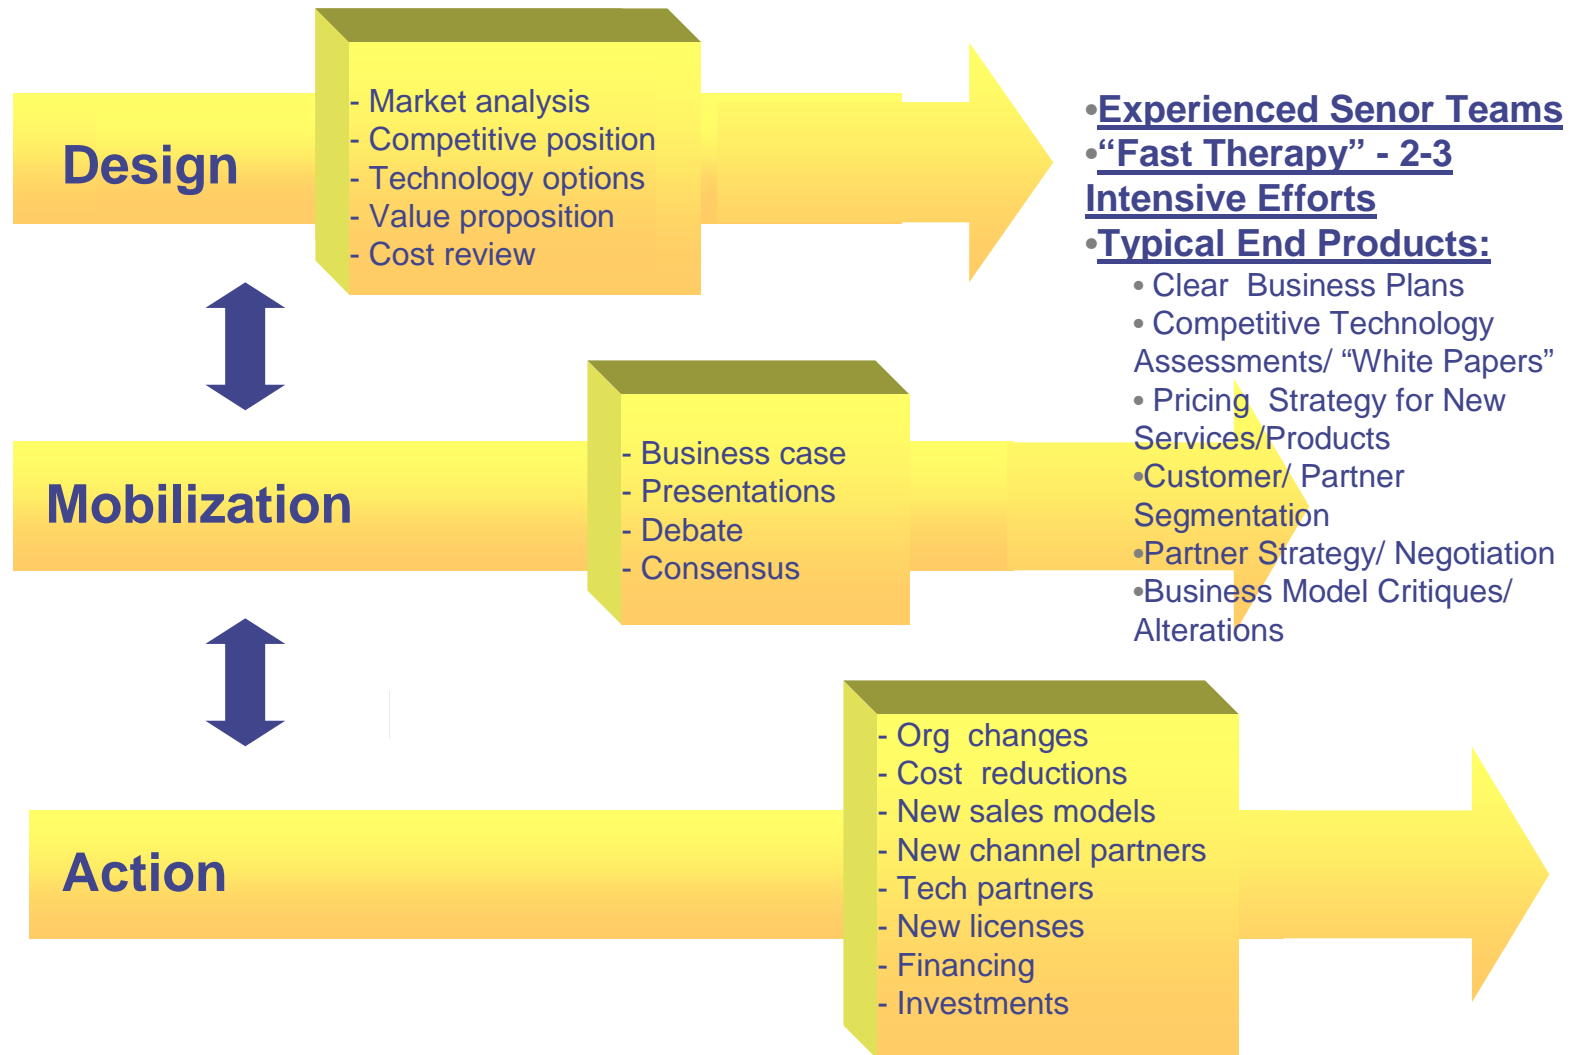 Design
- Market analysis
- Competitive position
- Technology options
- Value proposition
- Cost review
•Experienced Senor Teams
•“Fast Therapy” - 2-3
Intensive Efforts
•Typical End Products:
• Clear  Business Plans
• Competitive Technology
Assessments/ “White Papers”
• Pricing  Strategy for New
Services/Products
•Customer/ Partner
Segmentation
•Partner Strategy/ Negotiation
•Business Model Critiques/
Alterations
Mobilization
- Business case
- Presentations
- Debate
- Consensus
Action
- Org  changes
- Cost  reductions
- New sales models
- New channel partners
- Tech partners
- New licenses
- Financing
- Investments